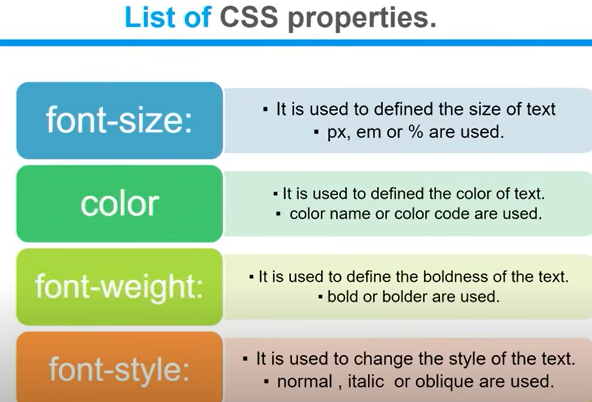 List of CSS properties.
font-size:
▪ It is used to defined the size of text
▪ px, em or % are used.
color
▪ It is used to defined the color of text.
▪ color name or color code are used.
font-weight:
▪ It is used to define the boldness of the text.
▪ bold or bolder are used.
font-style:
▪ It is used to change the style of the text.
▪ normal , italic or oblique are used.